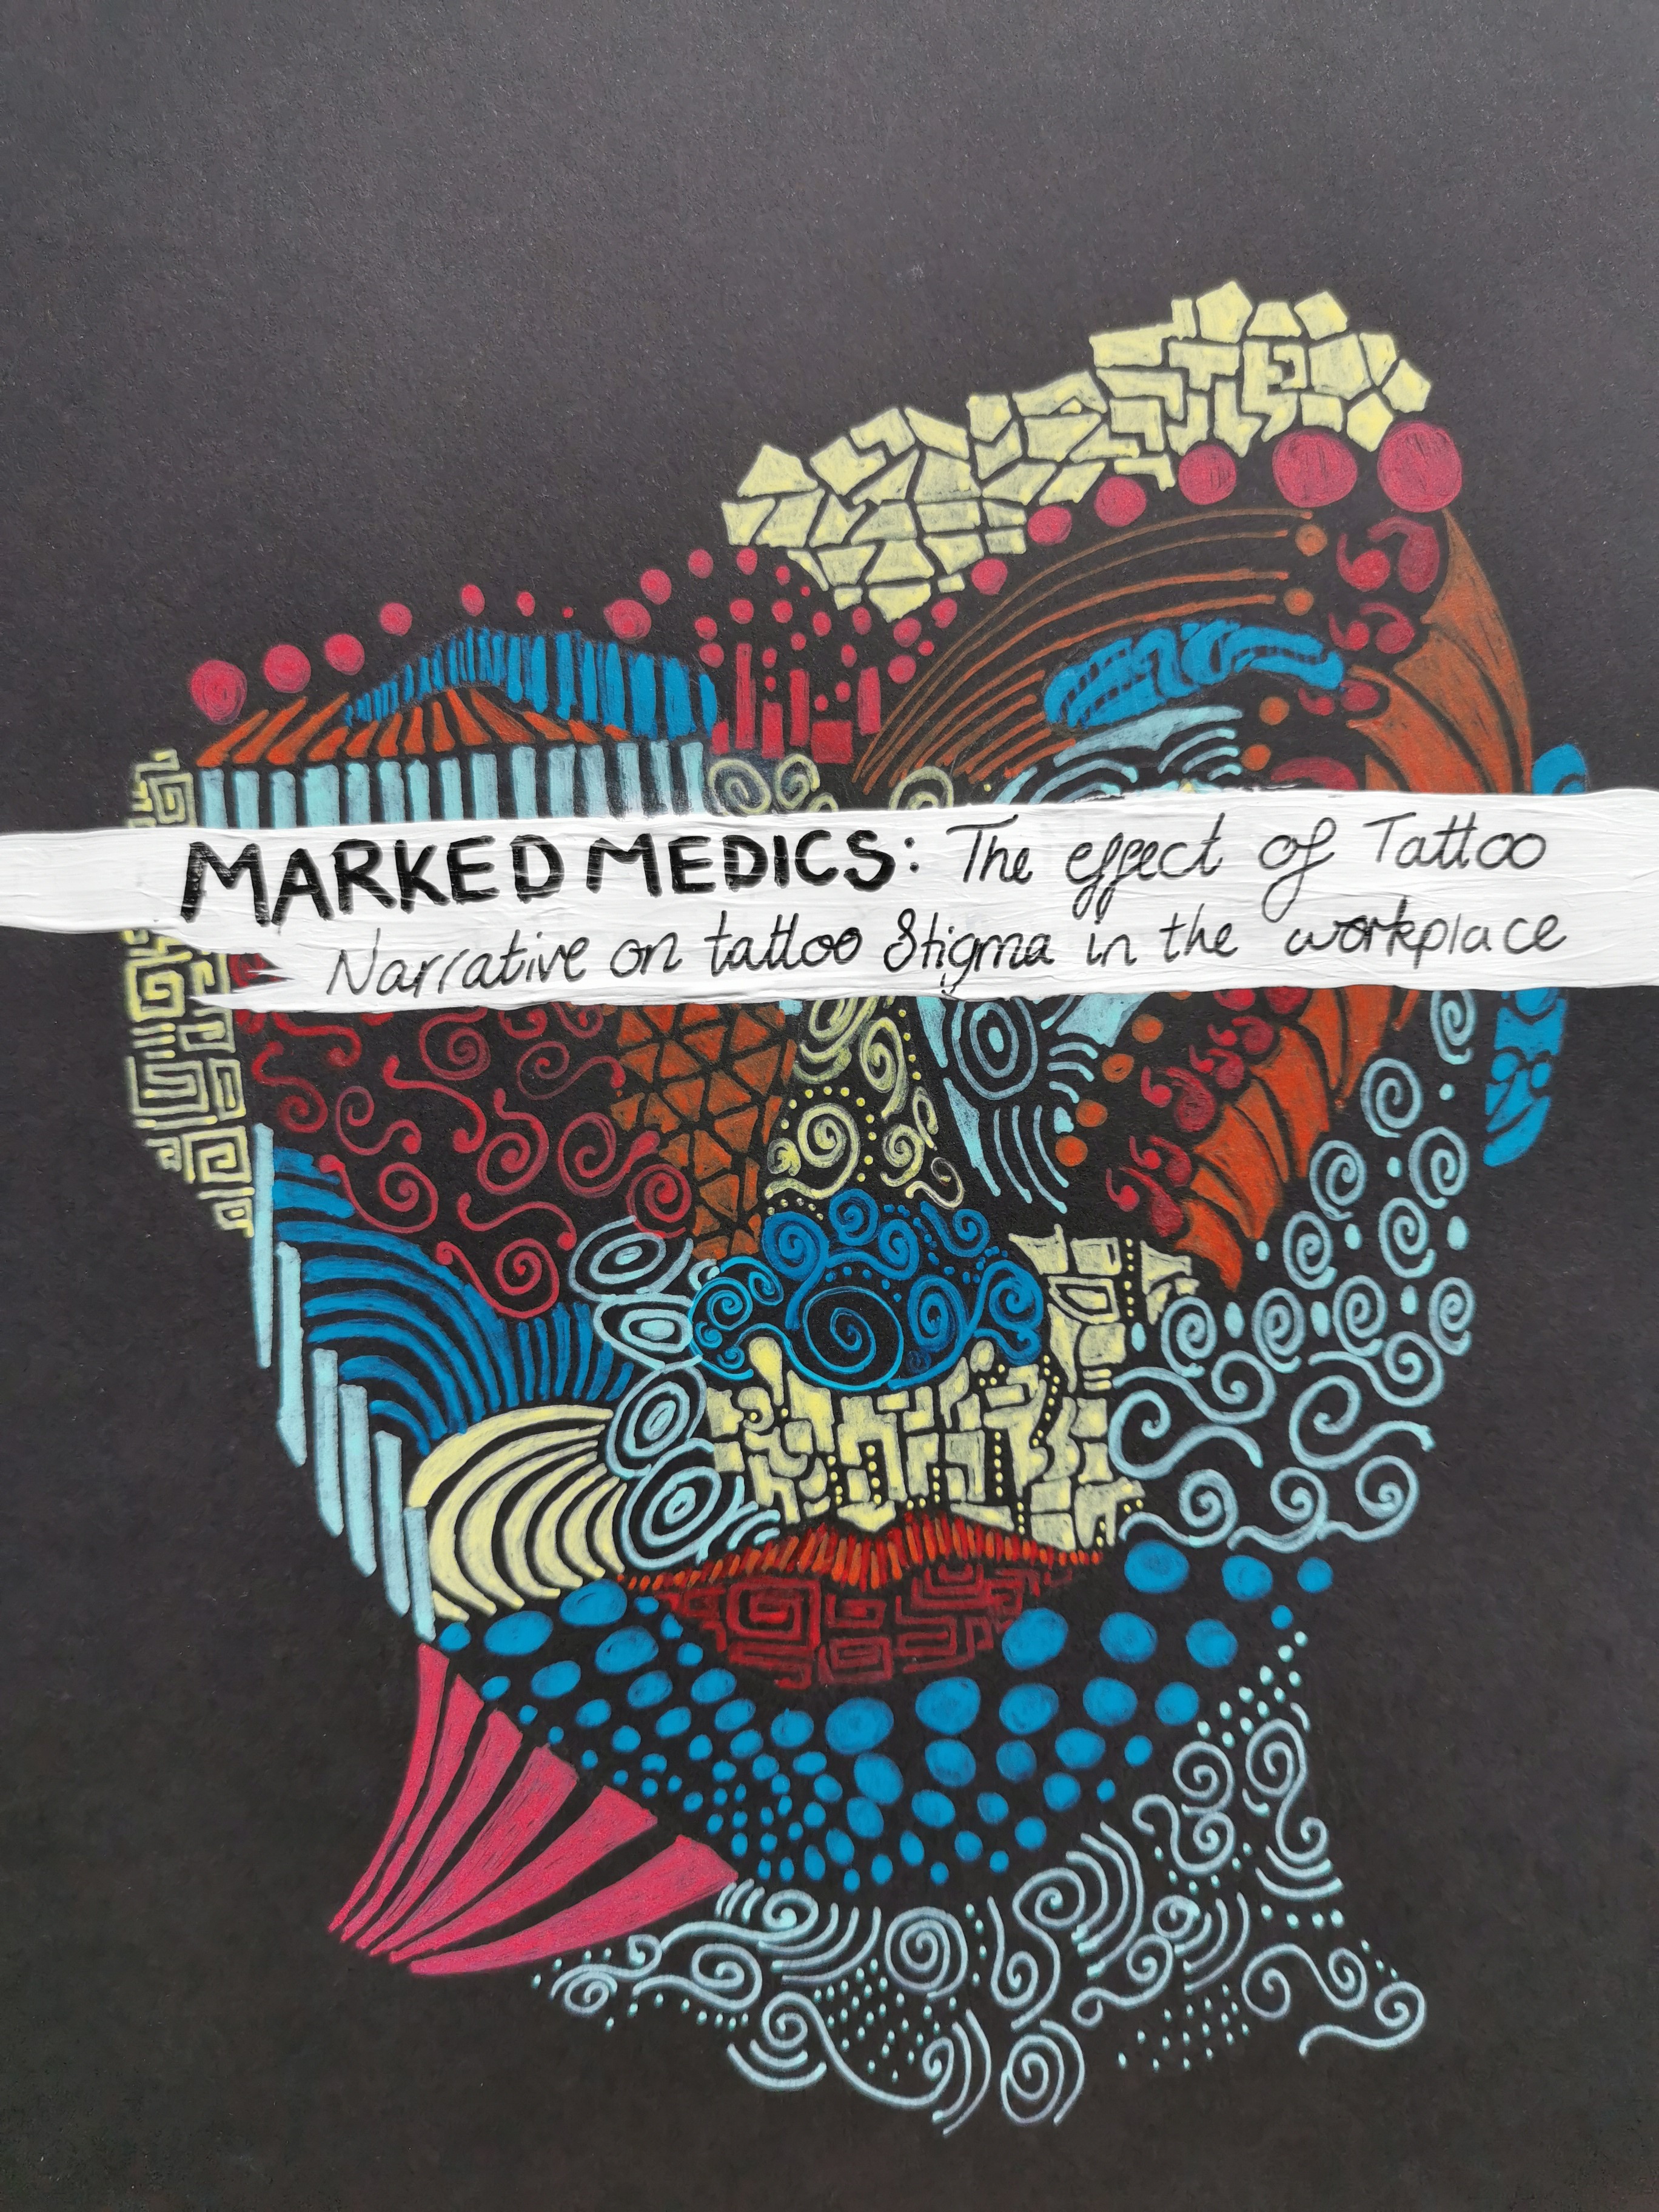 MARKED MEDICS: The effect of Tattoo
Narrative on tattoo Stigma in the workplace